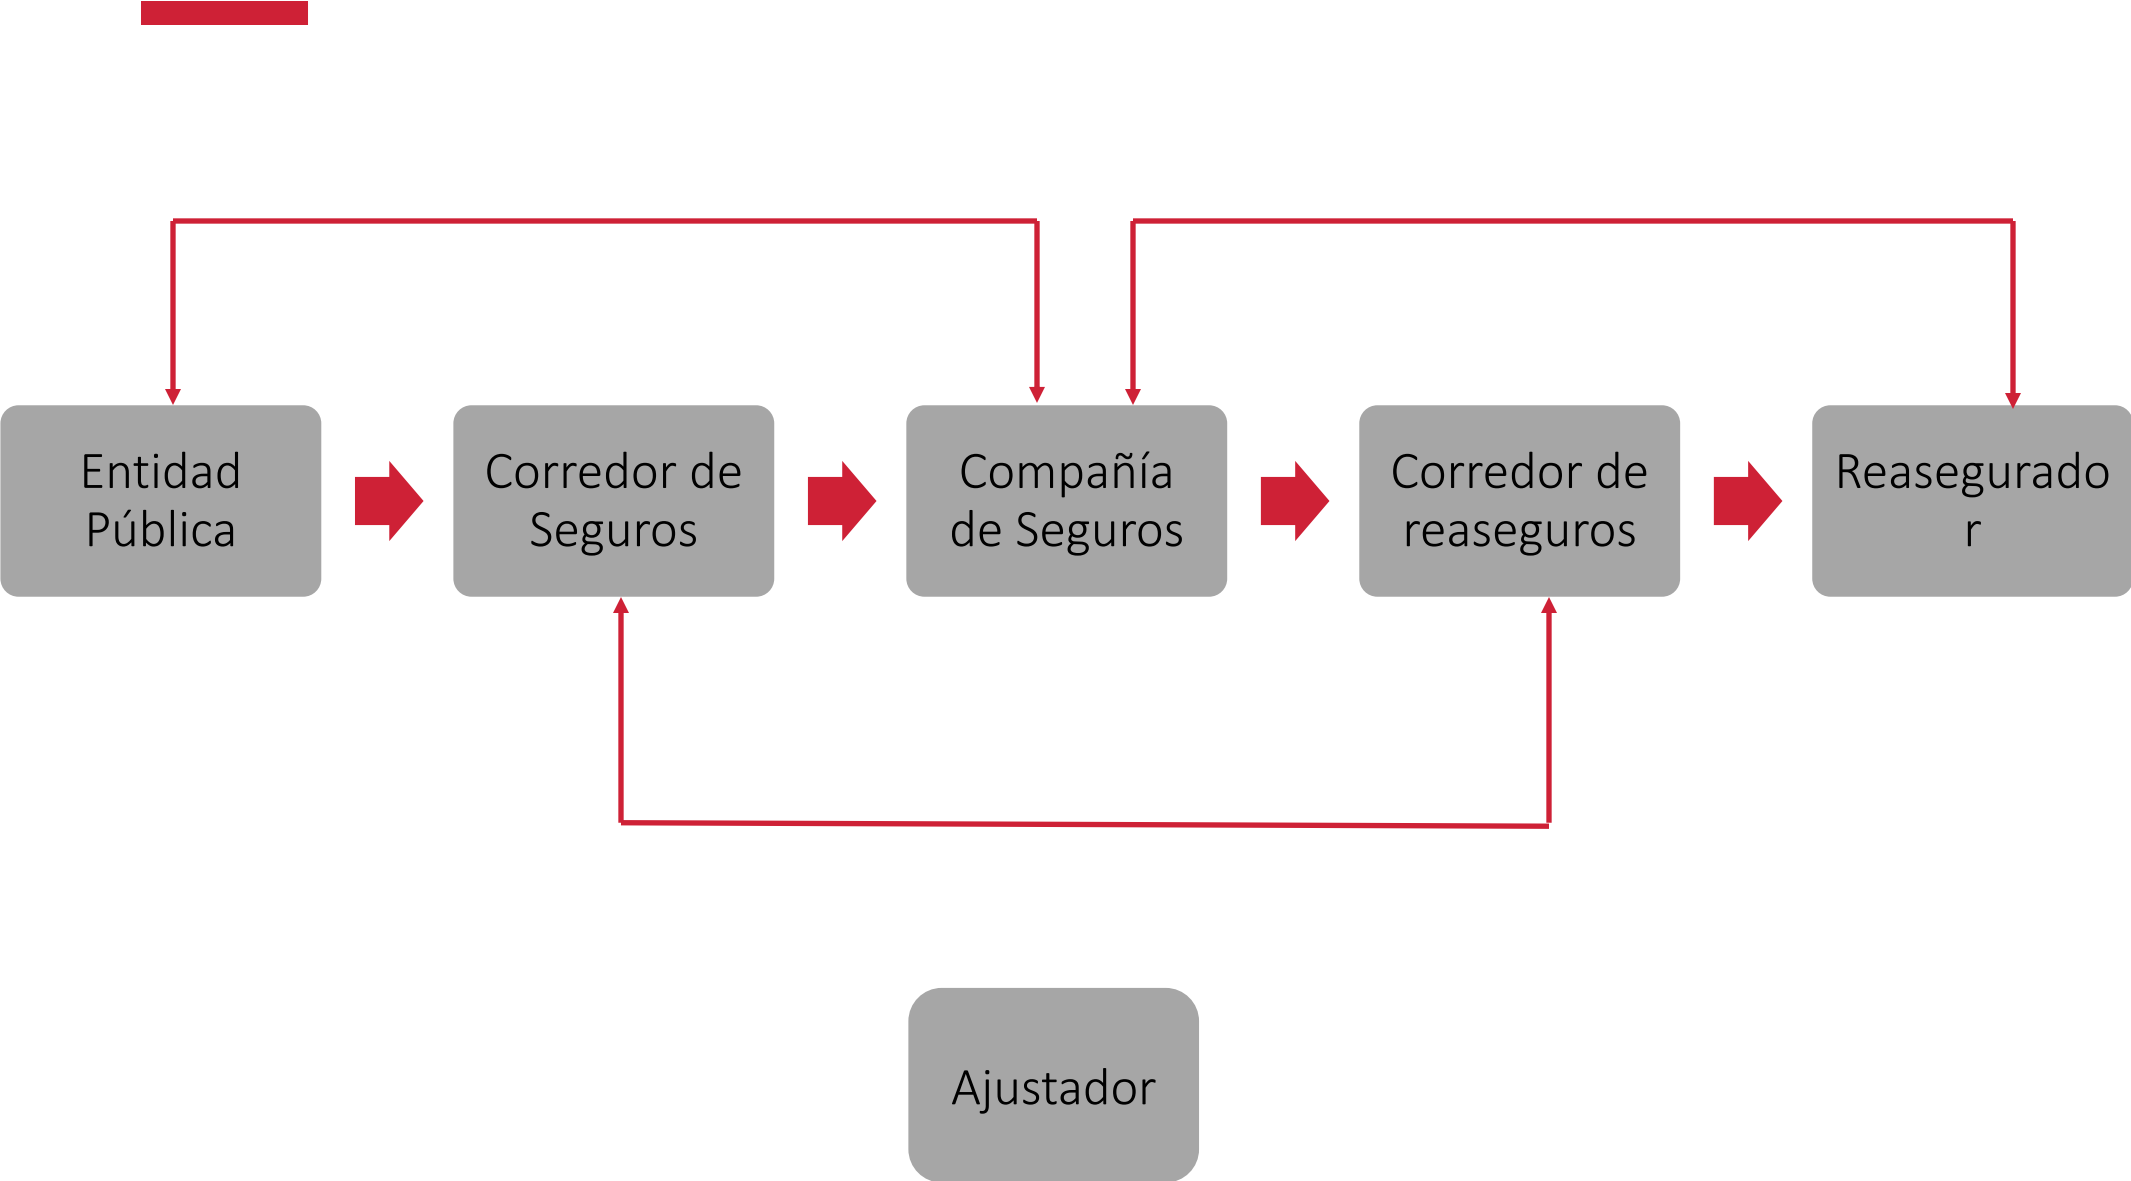 Entidad
Pública
Corredor de
Seguros
Compañía
de Seguros
Corredor de
reaseguros
Reasegurado
r
Ajustador